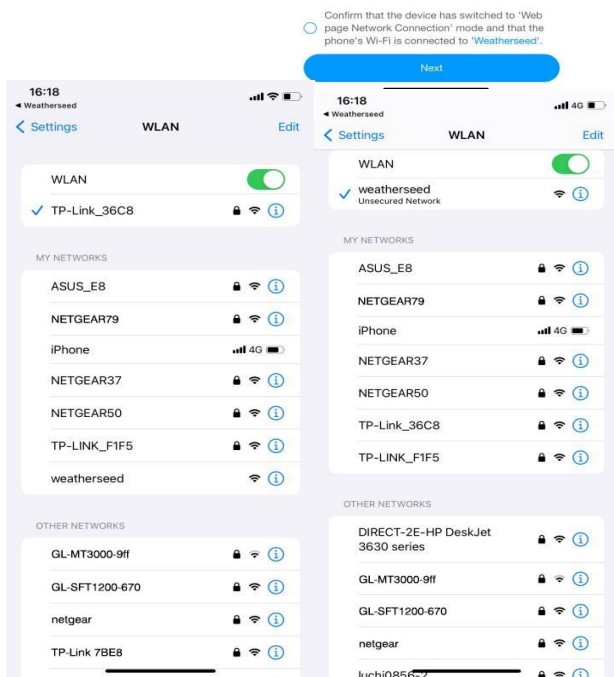 Confirm that the device has switched to 'Web
page Network Connection' mode and that the
phone's Wi-Fi is connected to 'Weatherseed'.
Next
16:18
Weatherseed
Settings
WLAN
Edit
WLAN
TP-Link_36C8
MY NETWORKS
ASUS_E8
NETGEAR79
iPhone
4G
NETGEAR37
NETGEAR50
TP-LINK_F1F5
weatherseed
OTHER NETWORKS
GL-MT3000-9ff
GL-SFT1200-670
netgear
TP-Link 7BE8
16:18
4G
Weatherseed
Settings
WLAN
Edit
WLAN
weatherseed
Unsecured Network
MY NETWORKS
ASUS_E8
NETGEAR79
iPhone
4G
NETGEAR37
NETGEAR50
TP-Link_36C8
TP-LINK_F1F5
OTHER NETWORKS
DIRECT-2E-HP DeskJet
3630 series
GL-MT3000-9ff
GL-SFT1200-670
netgear